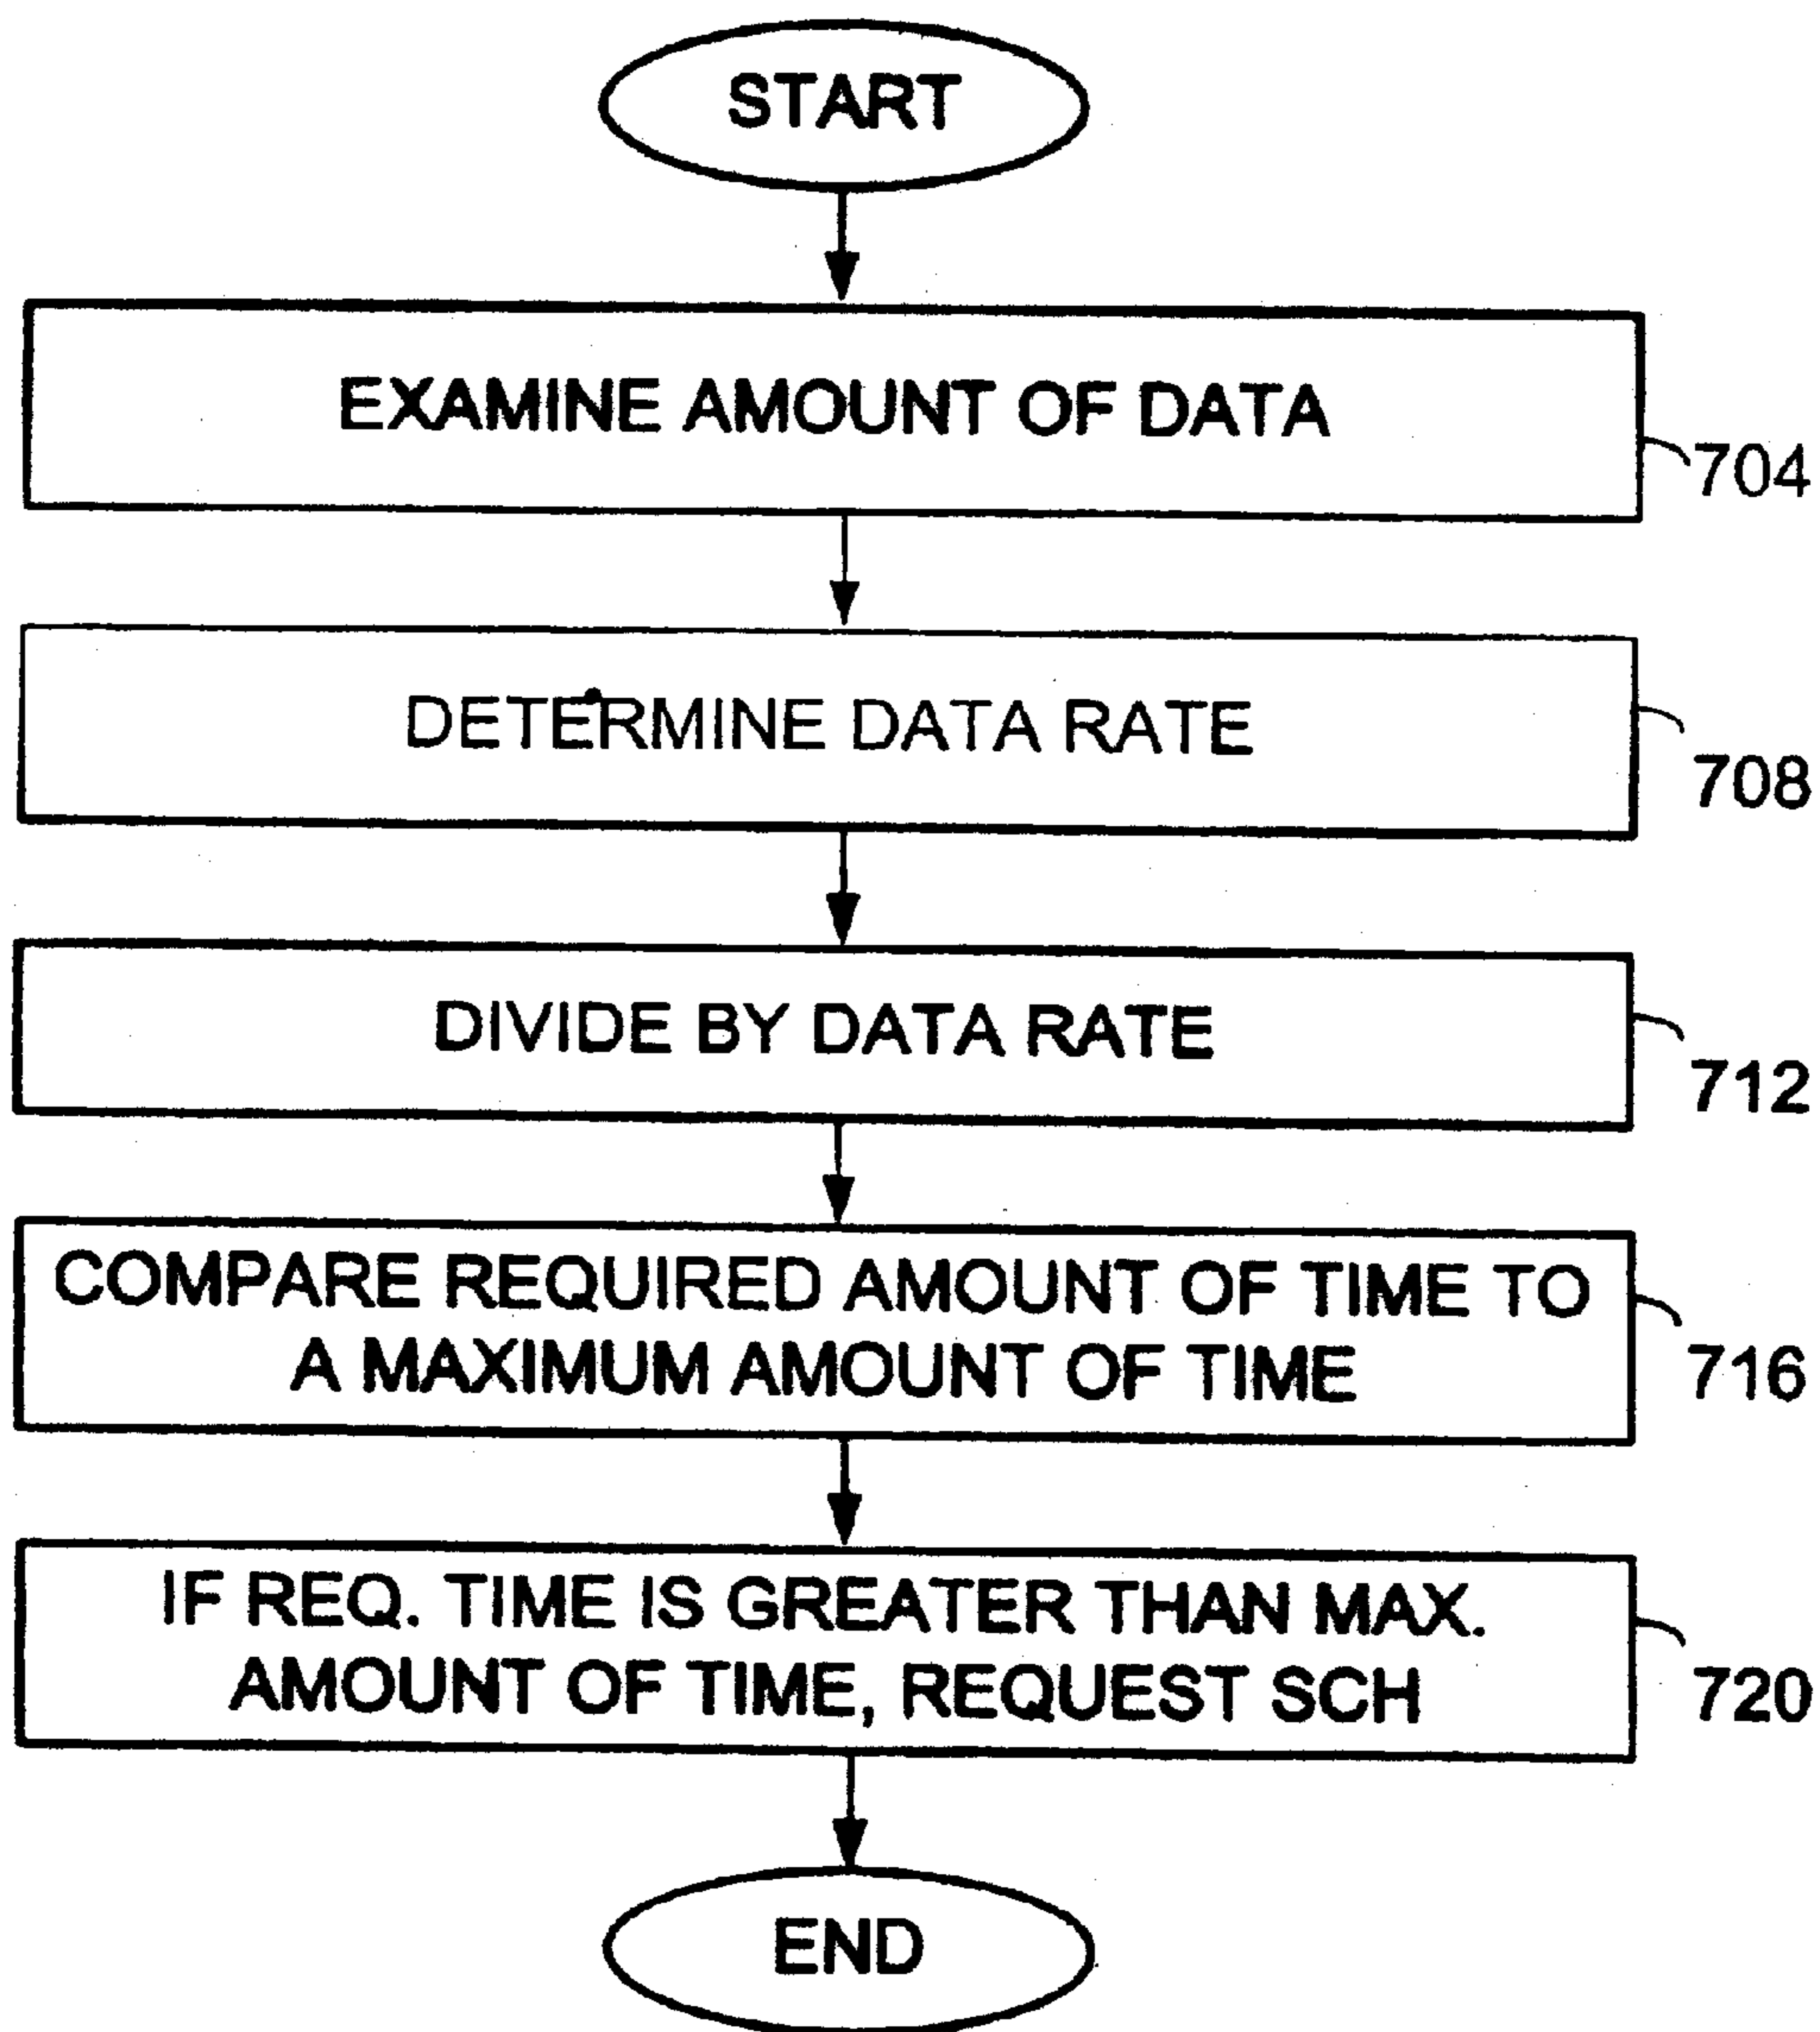 START
EXAMINE AMOUNT OF DATA
704
DETERMINE DATA RATE
708
DIVIDE BY DATA RATE
712
COMPARE REQUIRED AMOUNT OF TIME TO
A MAXIMUM AMOUNT OF TIME
716
IF REQ. TIME IS GREATER THAN MAX.
AMOUNT OF TIME, REQUEST SCH
720
END